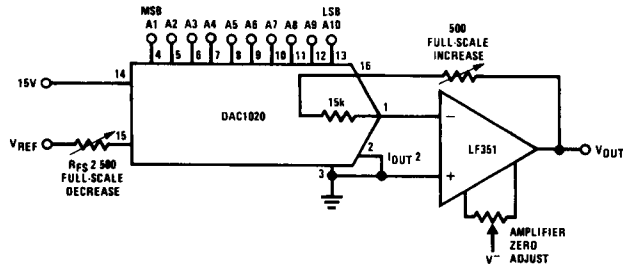 MSB LSB
A1 A2 A3 A4 A5 A6 A7 A8 A9 A10
4 5 6 7 8 9 10 11 12 13
500
FULL-SCALE
INCREASE
16
15V
14
15k
1
DAC1020
LF351
VREF
15
RFS 2 500
FULL-SCALE
DECREASE
2
IOUT 2
3
VOUT
−
+
AMPLIFIER
ZERO
ADJUST
V−